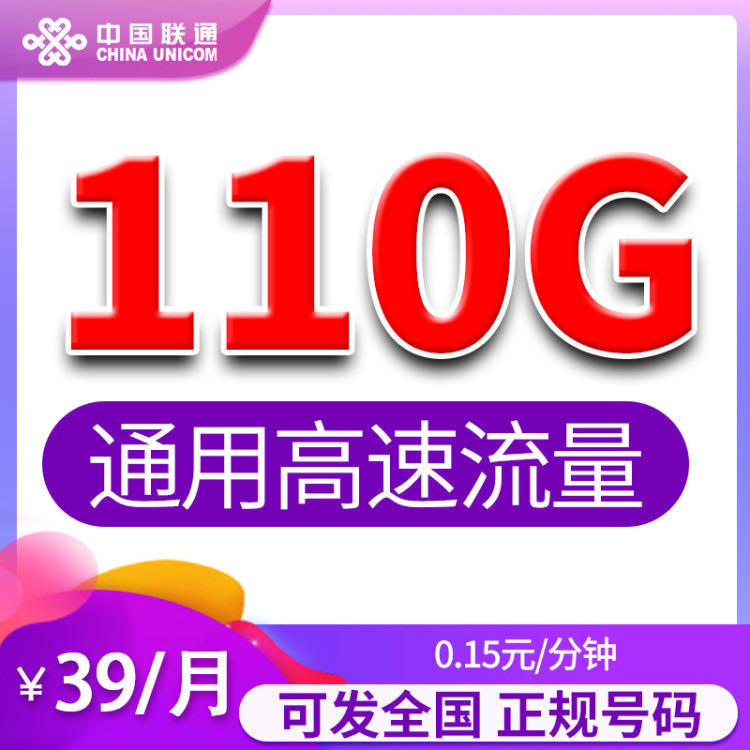 中国联通
CHINA UNICOM
110G
通用高速流量
¥39/月
0.15元/分钟
可发全国 正规号码